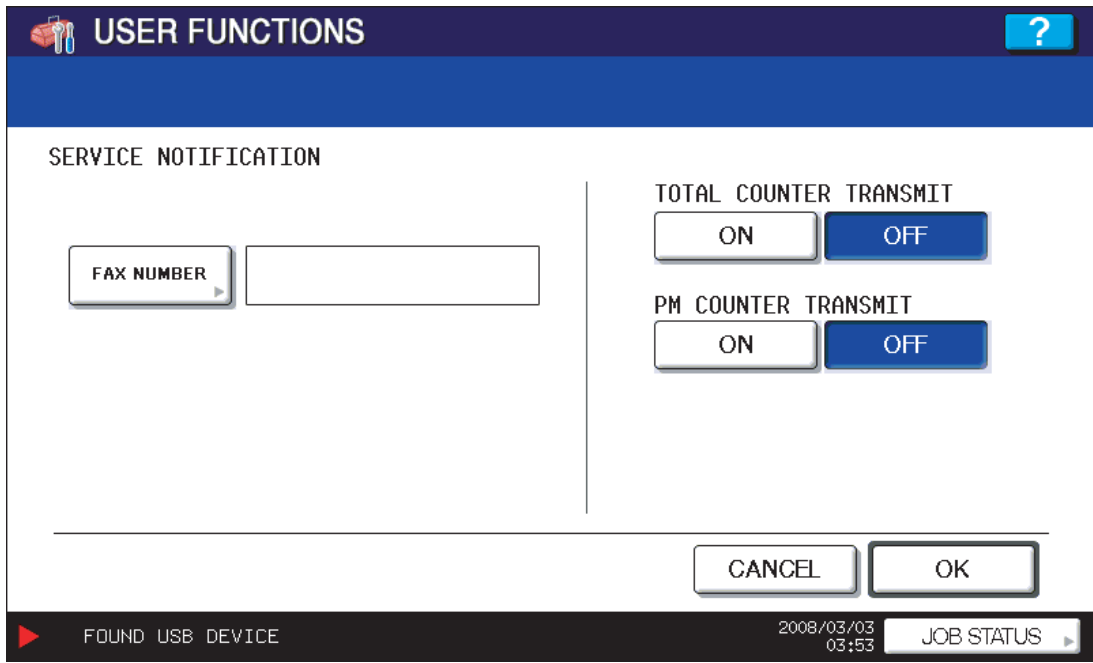 USER FUNCTIONS
?
SERVICE NOTIFICATION
FAX NUMBER
TOTAL COUNTER TRANSMIT
ON OFF
PM COUNTER TRANSMIT
ON OFF
CANCEL OK
FOUND USB DEVICE
2008/03/03
03:53
JOB STATUS